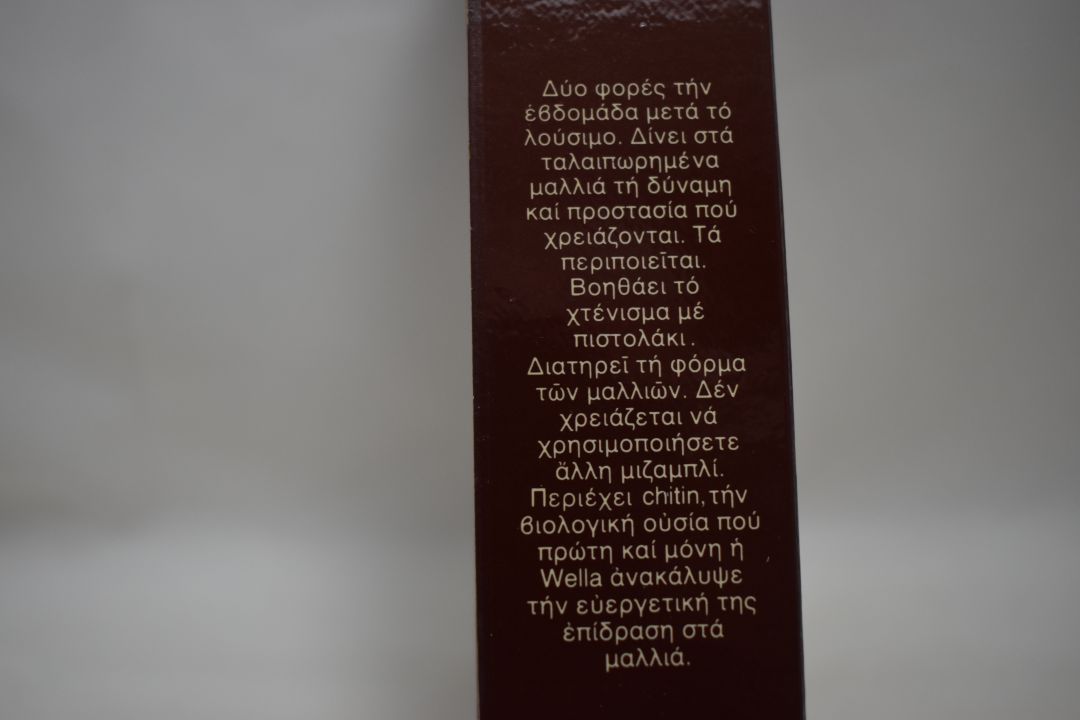 Δύο φορές τήν
ἑβδομάδα μετά τό
λούσιμο. Δίνει στά
ταλαιπωρημένα
μαλλιά τή δύναμη
καί προστασία πού
χρειάζονται. Τά
περιποιεῖται.
Βοηθάει τό
χτένισμα μέ
πιστολάκι.
Διατηρεῖ τή φόρμα
τῶν μαλλιῶν. Δέν
χρειάζεται νά
χρησιμοποιήσετε
ἄλλη μιζαμπλί.
Περιέχει chitin, τήν
βιολογική οὐσία πού
πρώτη καί μόνη ἡ
Wella ἀνακάλυψε
τήν εὐεργετική της
ἐπίδραση στά
μαλλιά.